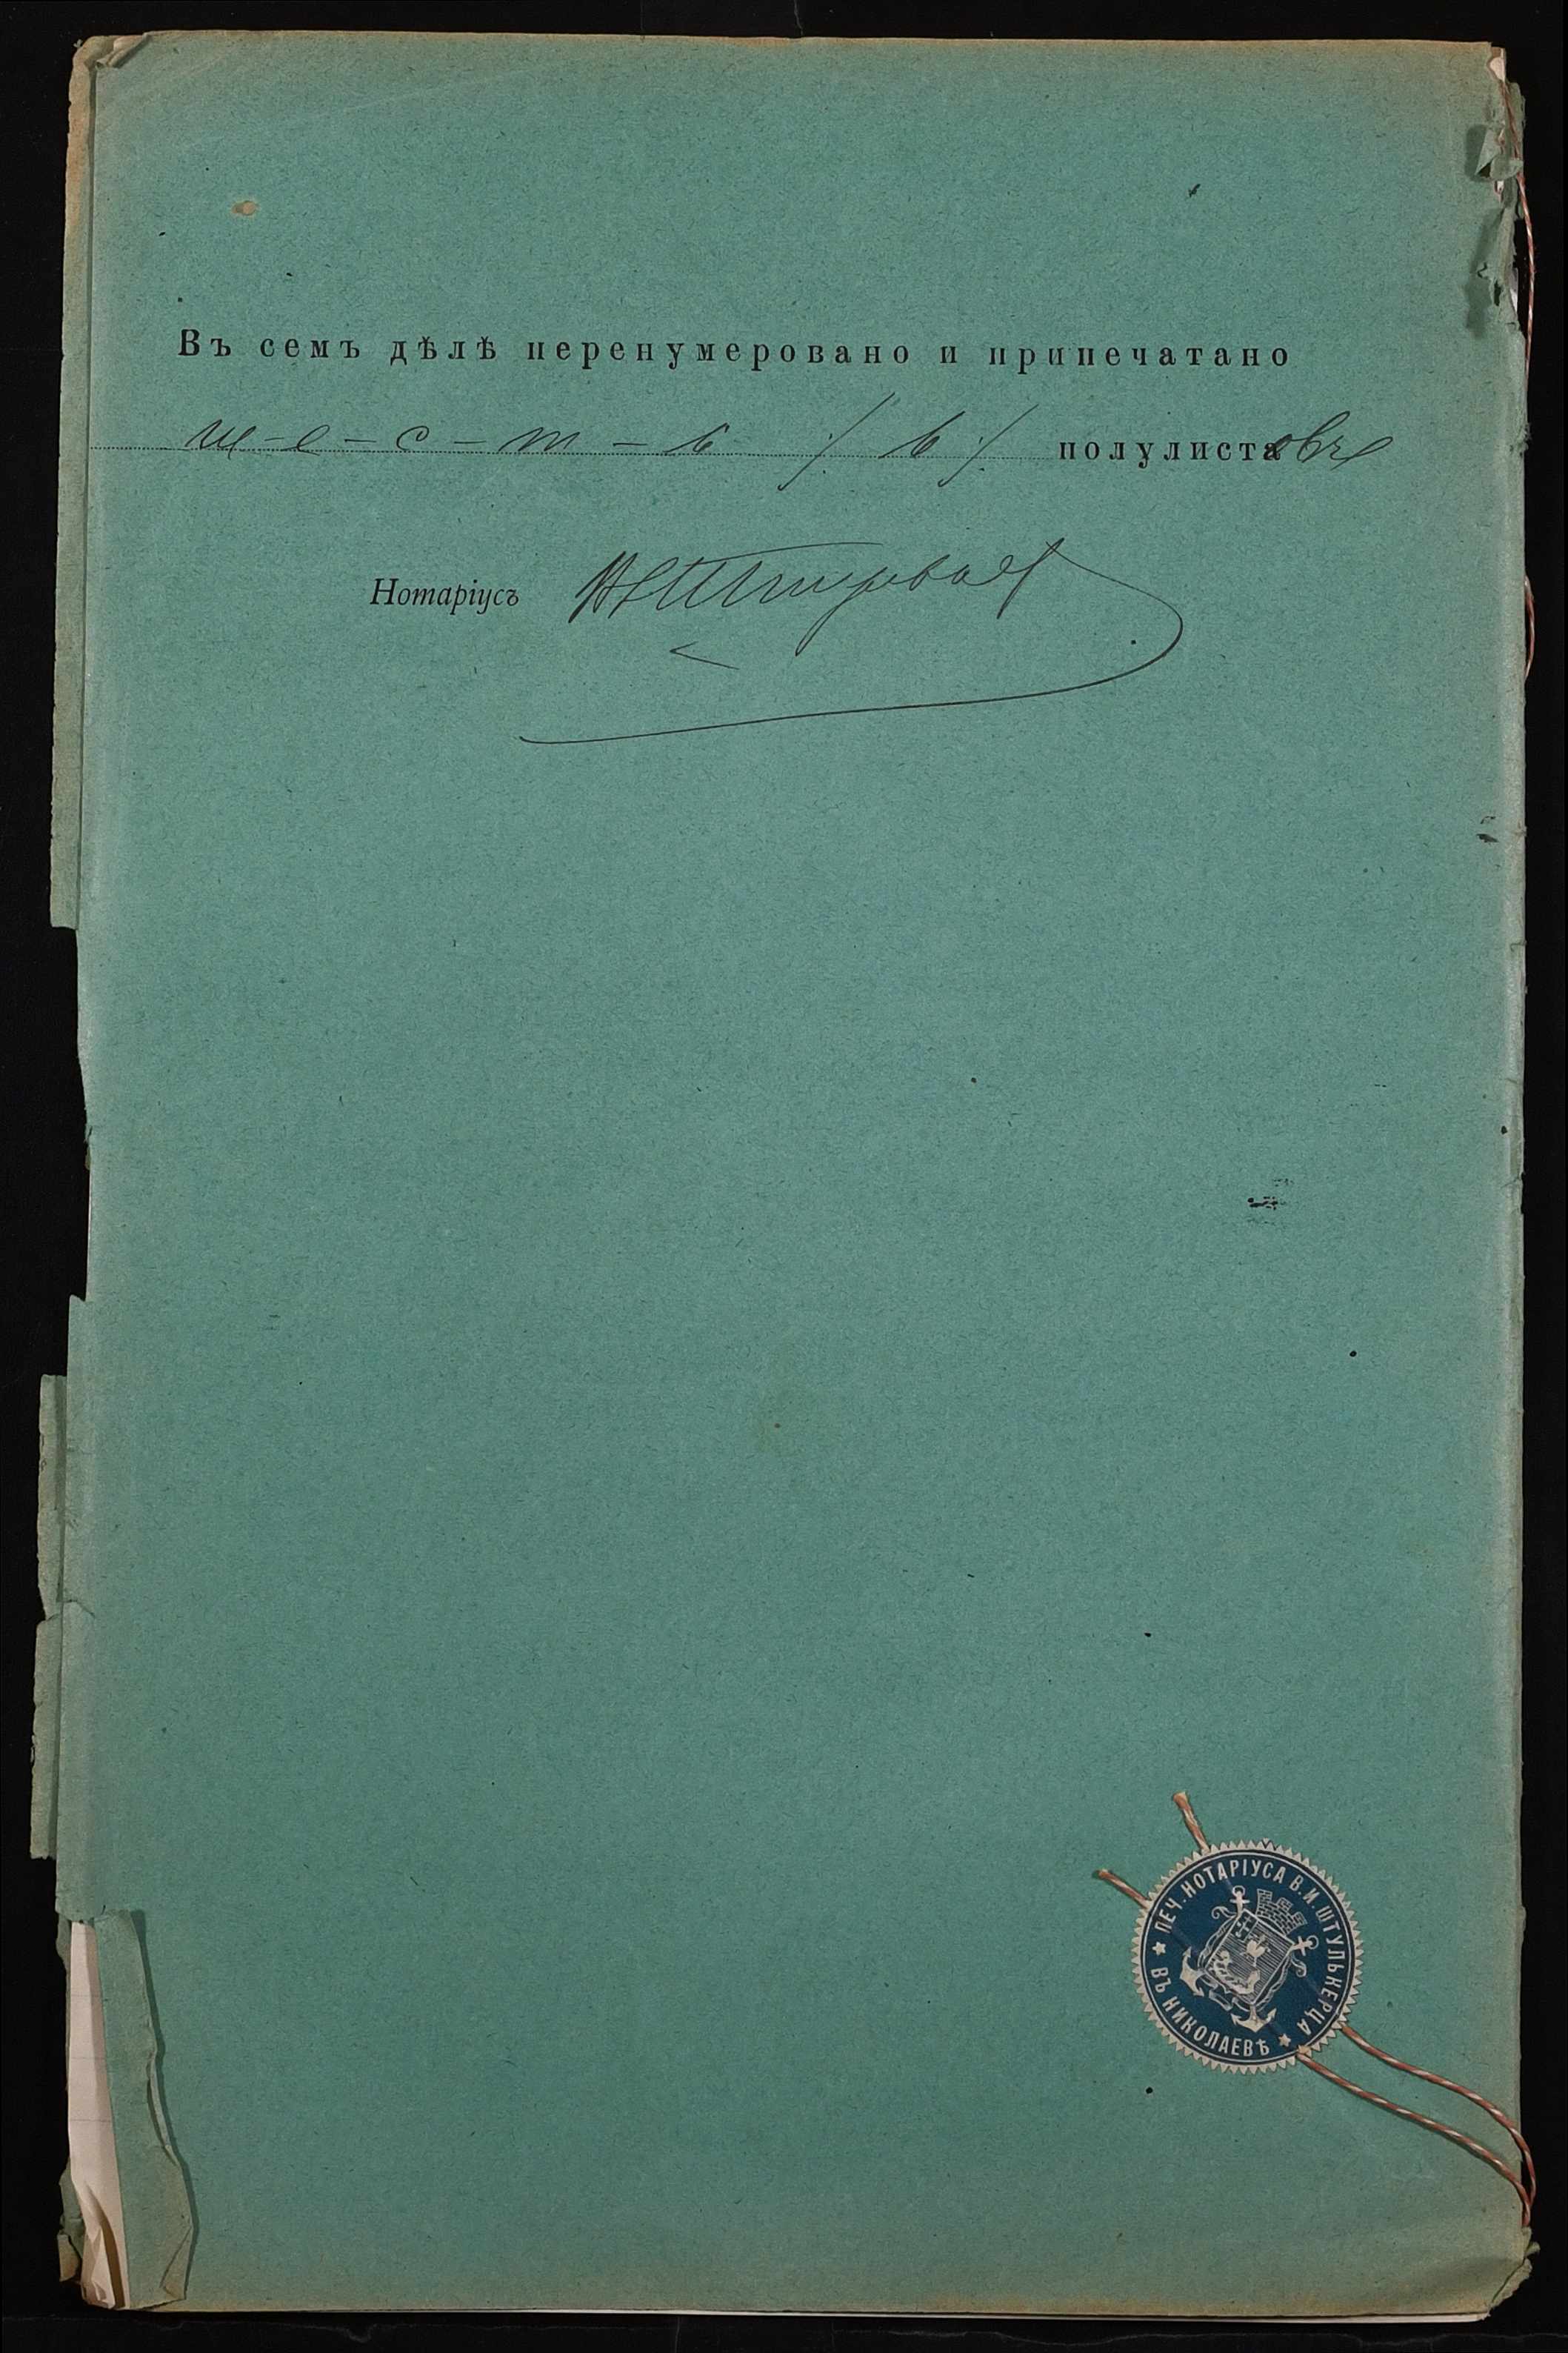 Въ семъ дѣлѣ перенумеровано и припечатано
ш-е-с-т-ь ./. 6 ./. полулистовъ
Нотаріусъ
★ ПЕЧ. НОТАРІУСА В. И. ШТУЛЬКЕРЦА ★ ВЪ НИКОЛАЕВѢ